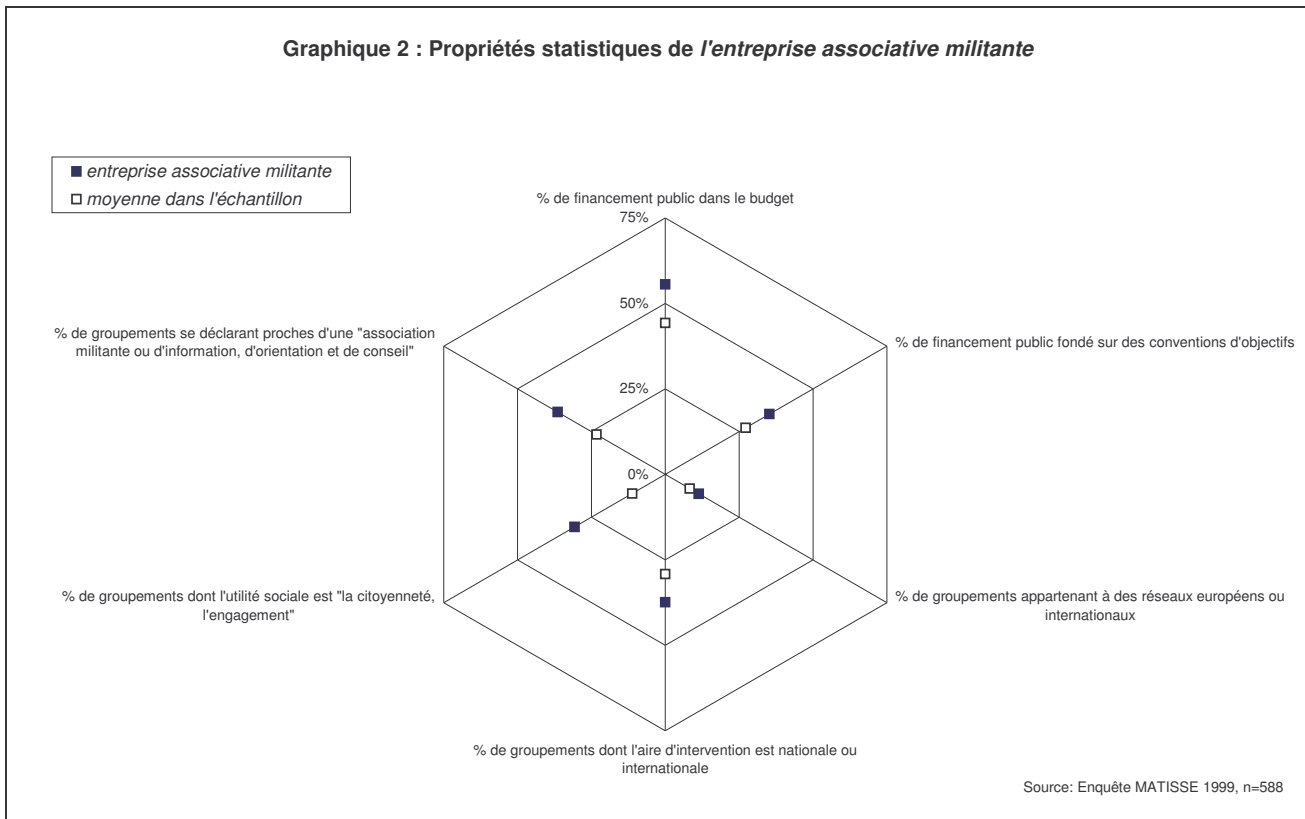 Graphique 2 : Propriétés statistiques de l'entreprise associative militante
entreprise associative militante
moyenne dans l'échantillon
% de financement public dans le budget
75%
50%
25%
0%
% de groupements se déclarant proches d'une "association
militante ou d'information, d'orientation et de conseil"
% de financement public fondé sur des conventions d'objectifs
% de groupements dont l'utilité sociale est "la citoyenneté,
l'engagement"
% de groupements appartenant à des réseaux européens ou
internationaux
% de groupements dont l'aire d'intervention est nationale ou
internationale
Source: Enquête MATISSE 1999, n=588